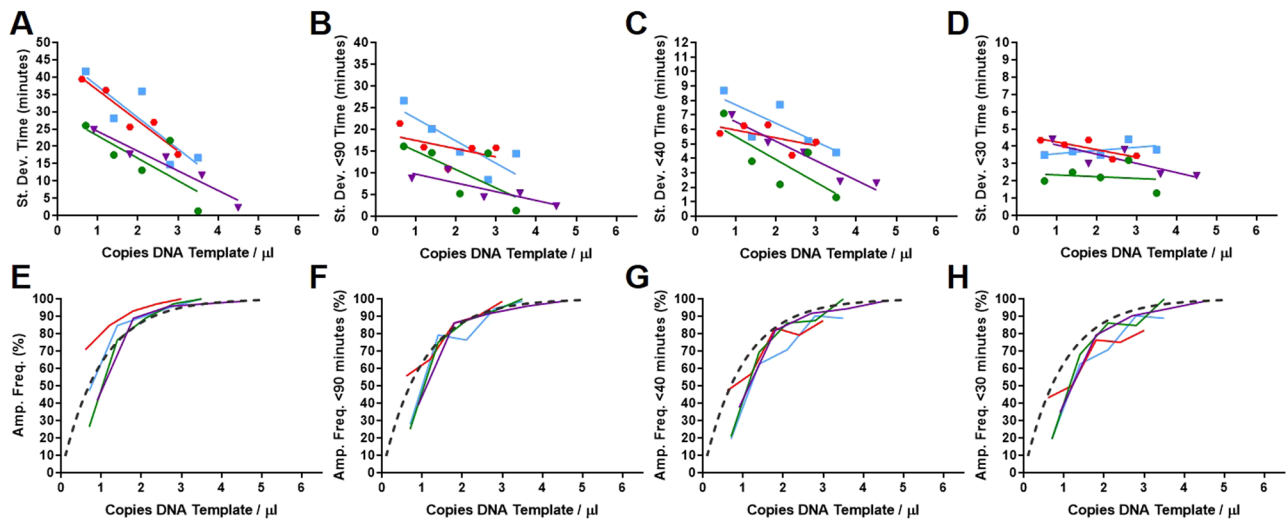 A
St. Dev. Time (minutes)
50
45
40
35
30
25
20
15
10
5
0
0 1 2 3 4 5 6
Copies DNA Template / µl
B
St. Dev. <90 Time (minutes)
40
35
30
25
20
15
10
5
0
0 1 2 3 4 5 6
Copies DNA Template / µl
C
St. Dev. <40 Time (minutes)
12
11
10
9
8
7
6
5
4
3
2
1
0
0 1 2 3 4 5 6
Copies DNA Template / µl
D
St. Dev. <30 Time (minutes)
10
9
8
7
6
5
4
3
2
1
0
0 1 2 3 4 5 6
Copies DNA Template / µl
E
Amp. Freq. (%)
100
90
80
70
60
50
40
30
20
10
0
0 1 2 3 4 5 6
Copies DNA Template / µl
F
Amp. Freq. <90 minutes (%)
100
90
80
70
60
50
40
30
20
10
0
0 1 2 3 4 5 6
Copies DNA Template / µl
G
Amp. Freq. <40 minutes (%)
100
90
80
70
60
50
40
30
20
10
0
0 1 2 3 4 5 6
Copies DNA Template / µl
H
Amp. Freq. <30 minutes (%)
100
90
80
70
60
50
40
30
20
10
0
0 1 2 3 4 5 6
Copies DNA Template / µl